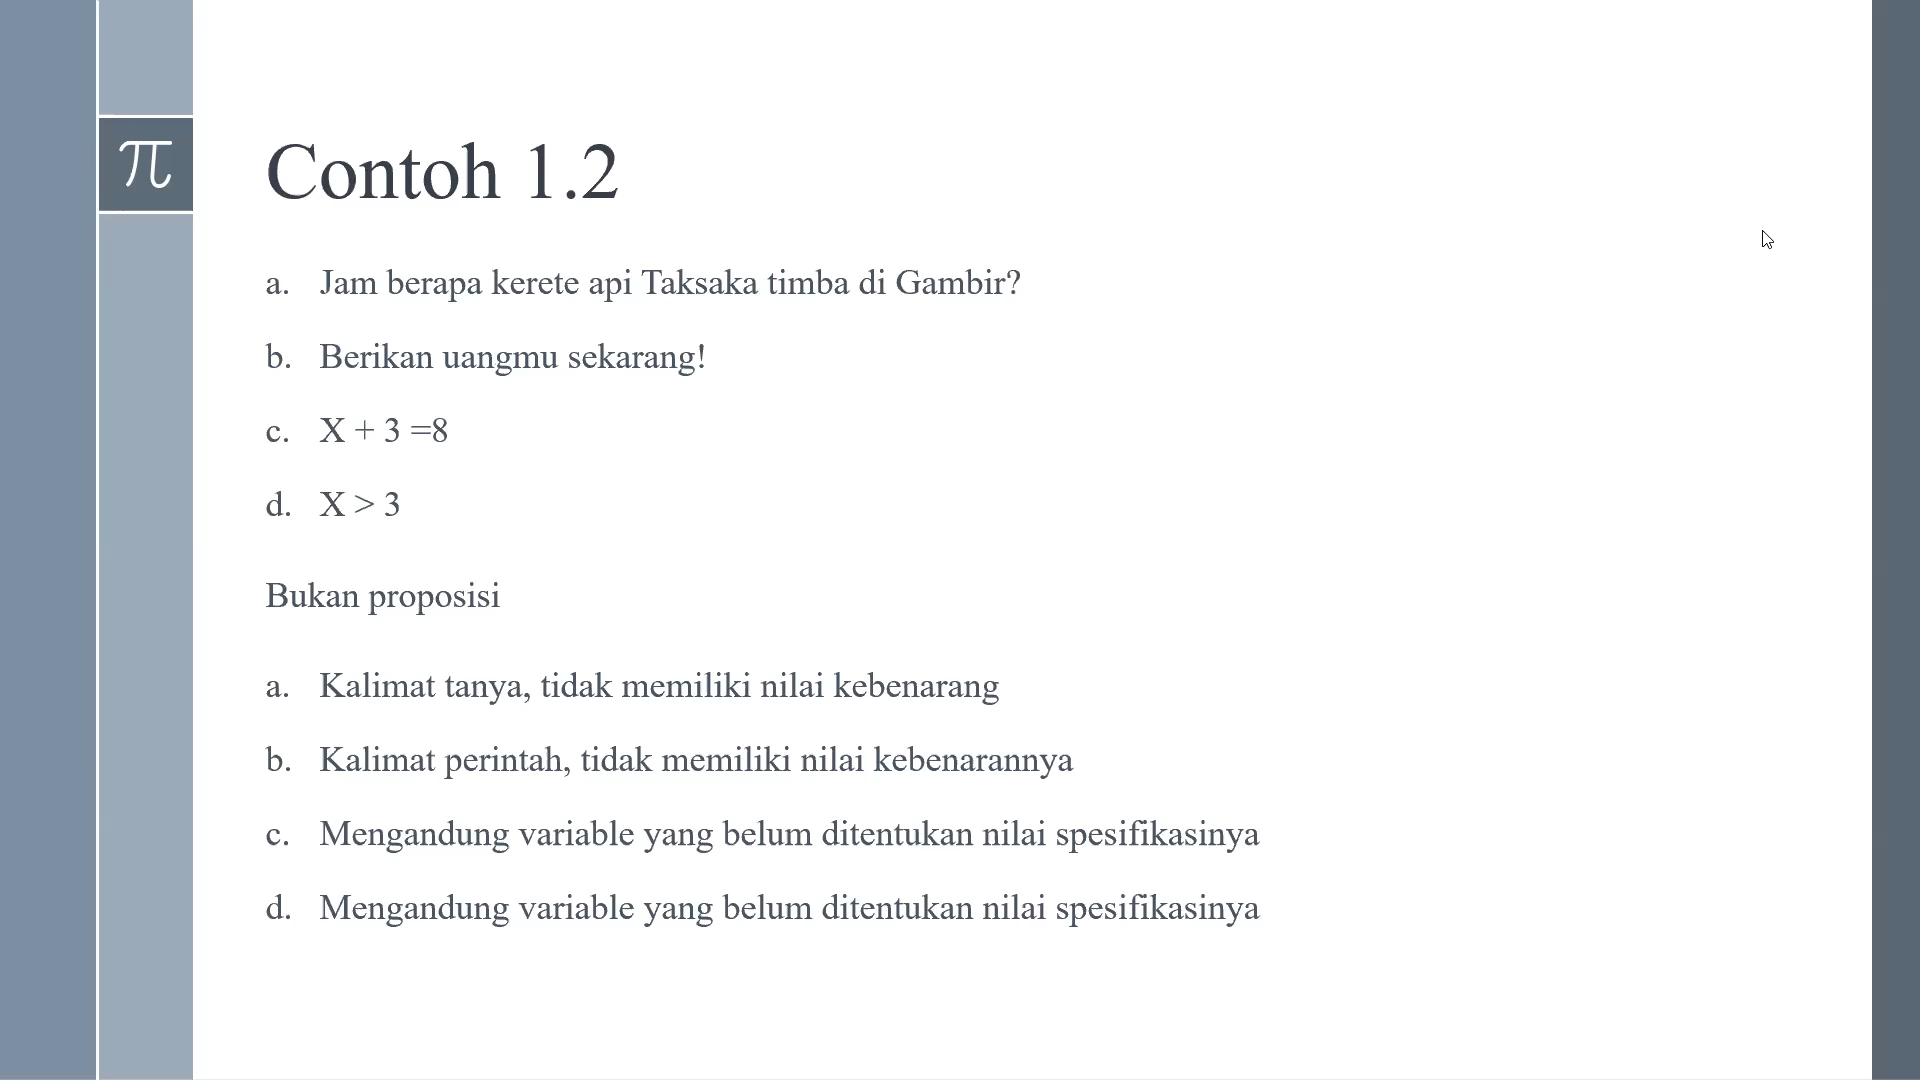 π
Contoh 1.2
a. Jam berapa kerete api Taksaka timba di Gambir?
b. Berikan uangmu sekarang!
c. X + 3 =8
d. X > 3
Bukan proposisi
a. Kalimat tanya, tidak memiliki nilai kebenarang
b. Kalimat perintah, tidak memiliki nilai kebenarannya
c. Mengandung variable yang belum ditentukan nilai spesifikasinya
d. Mengandung variable yang belum ditentukan nilai spesifikasinya